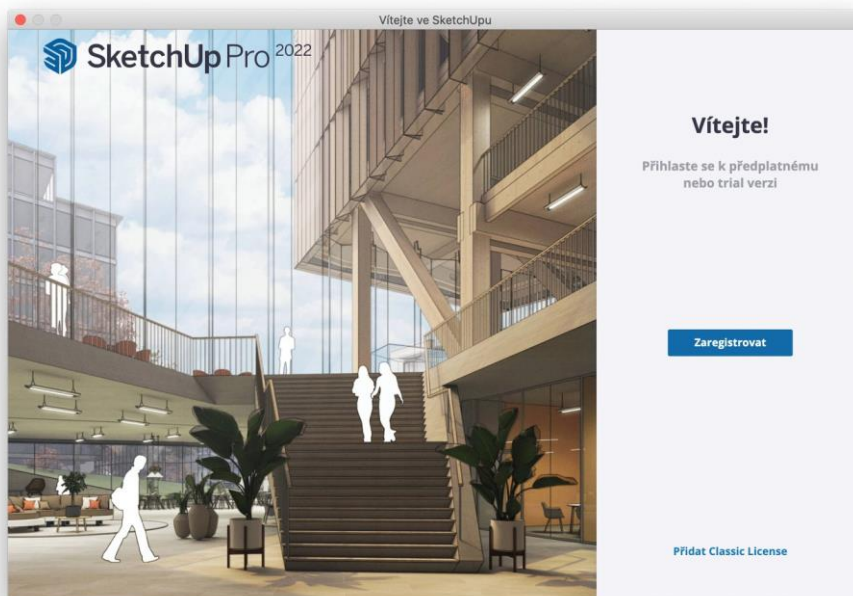 Vítejte ve SketchUpu
SketchUp Pro 2022
Vítejte!
Přihlaste se k předplatnému
nebo trial verzi
Zaregistrovat
Přidat Classic License